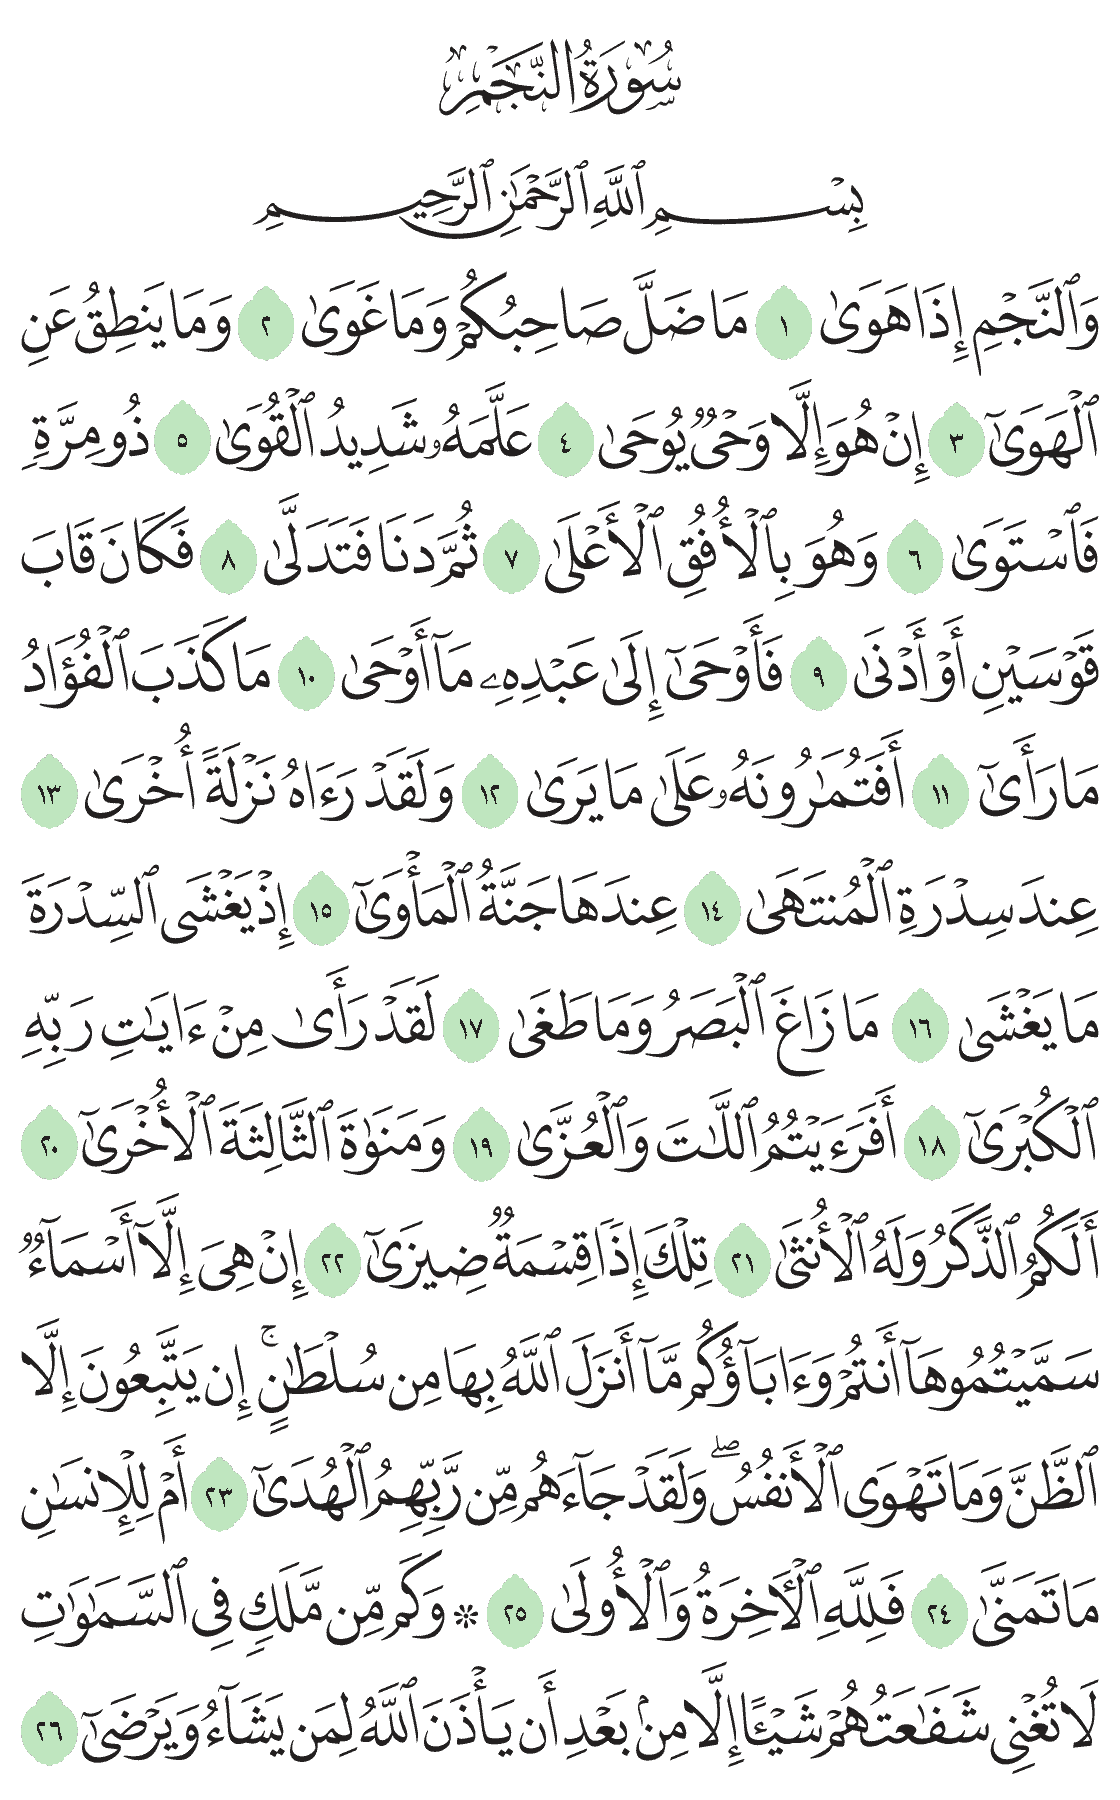 سُورَةُ النَّجْمِ
بِسْمِ ٱللَّهِ ٱلرَّحْمَٰنِ ٱلرَّحِيمِ
وَٱلنَّجْمِ إِذَا هَوَىٰ ١ مَا ضَلَّ صَاحِبُكُمْ وَمَا غَوَىٰ ٢ وَمَا يَنطِقُ عَنِ
ٱلْهَوَىٰٓ ٣ إِنْ هُوَ إِلَّا وَحْىٌ يُوحَىٰ ٤ عَلَّمَهُۥ شَدِيدُ ٱلْقُوَىٰ ٥ ذُو مِرَّةٍ
فَٱسْتَوَىٰ ٦ وَهُوَ بِٱلْأُفُقِ ٱلْأَعْلَىٰ ٧ ثُمَّ دَنَا فَتَدَلَّىٰ ٨ فَكَانَ قَابَ
قَوْسَيْنِ أَوْ أَدْنَىٰ ٩ فَأَوْحَىٰٓ إِلَىٰ عَبْدِهِۦ مَآ أَوْحَىٰ ١٠ مَا كَذَبَ ٱلْفُؤَادُ
مَا رَأَىٰٓ ١١ أَفَتُمَٰرُونَهُۥ عَلَىٰ مَا يَرَىٰ ١٢ وَلَقَدْ رَءَاهُ نَزْلَةً أُخْرَىٰ ١٣
عِندَ سِدْرَةِ ٱلْمُنتَهَىٰ ١٤ عِندَهَا جَنَّةُ ٱلْمَأْوَىٰٓ ١٥ إِذْ يَغْشَى ٱلسِّدْرَةَ
مَا يَغْشَىٰ ١٦ مَا زَاغَ ٱلْبَصَرُ وَمَا طَغَىٰ ١٧ لَقَدْ رَأَىٰ مِنْ ءَايَٰتِ رَبِّهِ
ٱلْكُبْرَىٰٓ ١٨ أَفَرَءَيْتُمُ ٱللَّٰتَ وَٱلْعُزَّىٰ ١٩ وَمَنَوٰةَ ٱلثَّالِثَةَ ٱلْأُخْرَىٰٓ ٢٠
أَلَكُمُ ٱلذَّكَرُ وَلَهُ ٱلْأُنثَىٰ ٢١ تِلْكَ إِذًا قِسْمَةٌ ضِيزَىٰٓ ٢٢ إِنْ هِىَ إِلَّآ أَسْمَآءٌ
سَمَّيْتُمُوهَآ أَنتُمْ وَءَابَآؤُكُم مَّآ أَنزَلَ ٱللَّهُ بِهَا مِن سُلْطَٰنٍ ۚ إِن يَتَّبِعُونَ إِلَّا
ٱلظَّنَّ وَمَا تَهْوَى ٱلْأَنفُسُ ۖ وَلَقَدْ جَآءَهُم مِّن رَّبِّهِمُ ٱلْهُدَىٰٓ ٢٣ أَمْ لِلْإِنسَٰنِ
مَا تَمَنَّىٰ ٢٤ فَلِلَّهِ ٱلْـَٔاخِرَةُ وَٱلْأُولَىٰ ٢٥ ۞ وَكَم مِّن مَّلَكٍ فِى ٱلسَّمَٰوَٰتِ
لَا تُغْنِى شَفَٰعَتُهُمْ شَيْـًٔا إِلَّا مِنۢ بَعْدِ أَن يَأْذَنَ ٱللَّهُ لِمَن يَشَآءُ وَيَرْضَىٰٓ ٢٦